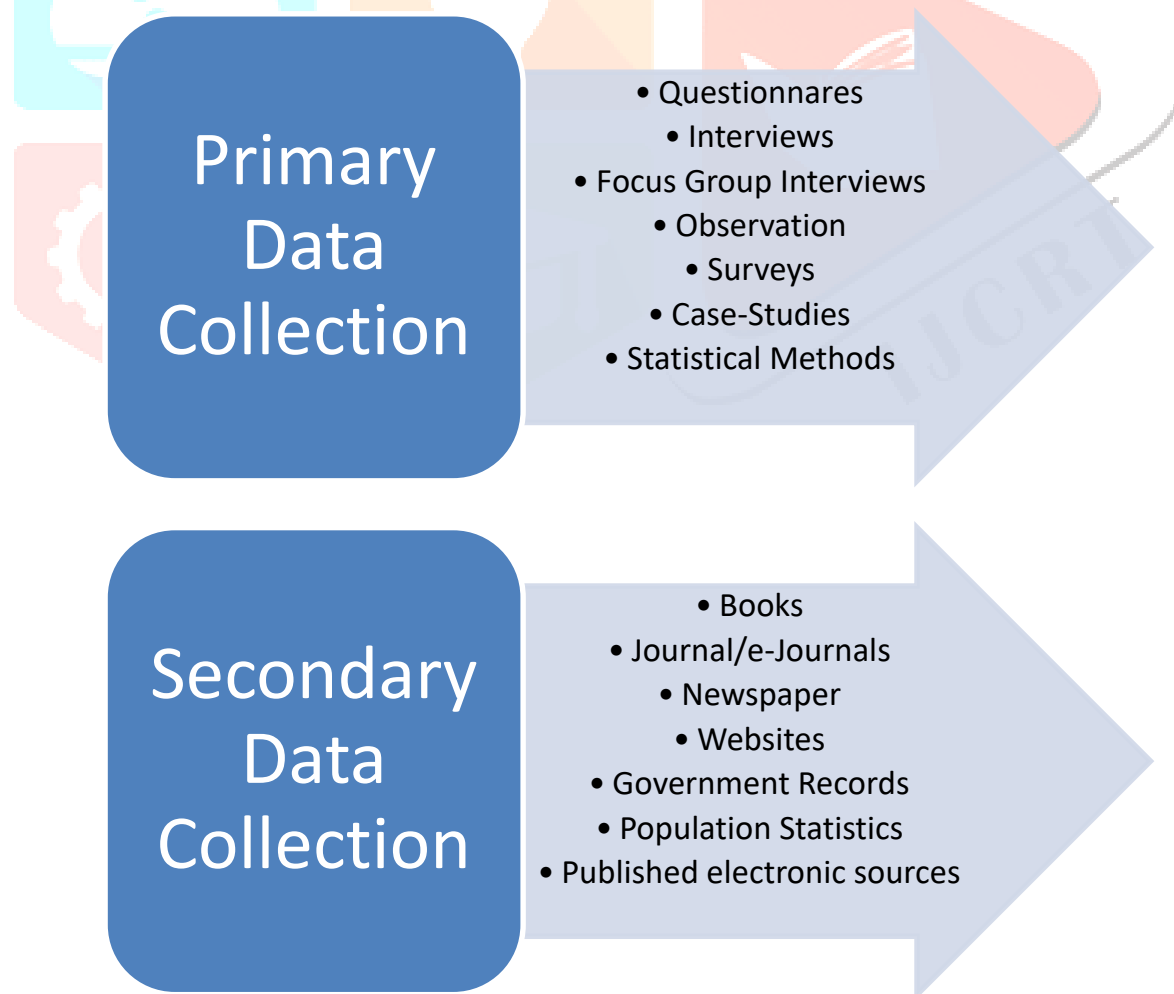 Primary
Data
Collection
• Questionnares
• Interviews
• Focus Group Interviews
• Observation
• Surveys
• Case-Studies
• Statistical Methods
IJCRT
Secondary
Data
Collection
• Books
• Journal/e-Journals
• Newspaper
• Websites
• Government Records
• Population Statistics
• Published electronic sources